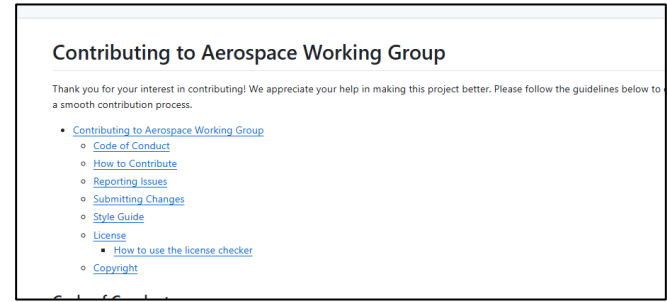 Contributing to Aerospace Working Group
Thank you for your interest in contributing! We appreciate your help in making this project better. Please follow the guidelines below to
a smooth contribution process.
Contributing to Aerospace Working Group
Code of Conduct
How to Contribute
Reporting Issues
Submitting Changes
Style Guide
License
How to use the license checker
Copyright